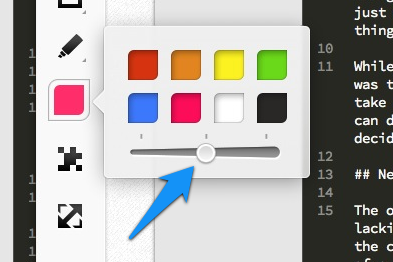 just
thing
10
11 While
was t
take
can d
decid
12
13 ## Ne
14
15 The o
lacki
the c